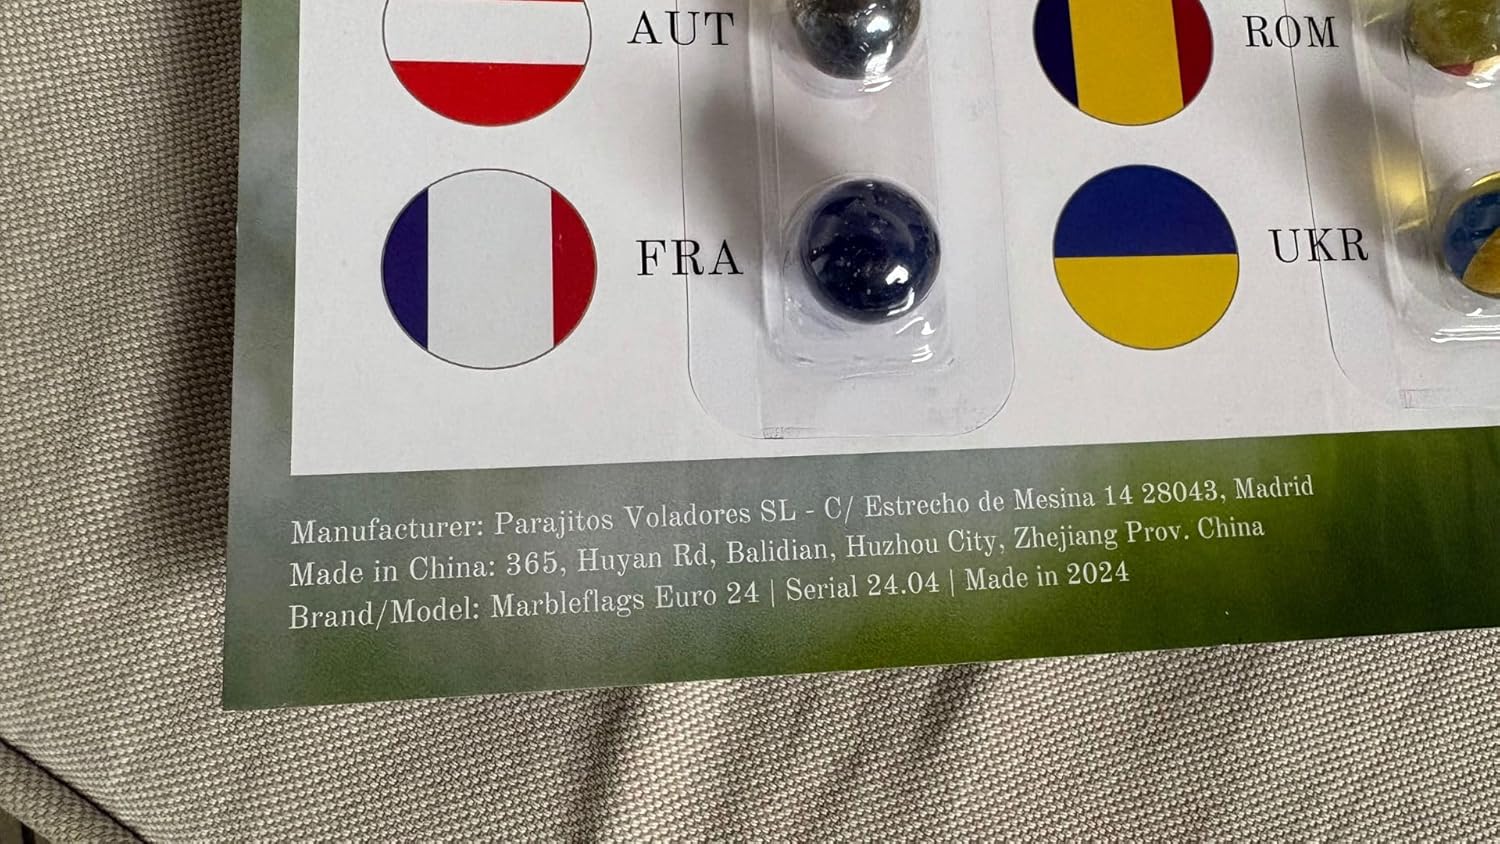 AUT
ROM
FRA
UKR
Manufacturer: Parajitos Voladores SL - C/ Estrecho de Mesina 14 28043, Madrid
Made in China: 365, Huyan Rd, Balidian, Huzhou City, Zhejiang Prov. China
Brand/Model: Marbleflags Euro 24 | Serial 24.04 | Made in 2024